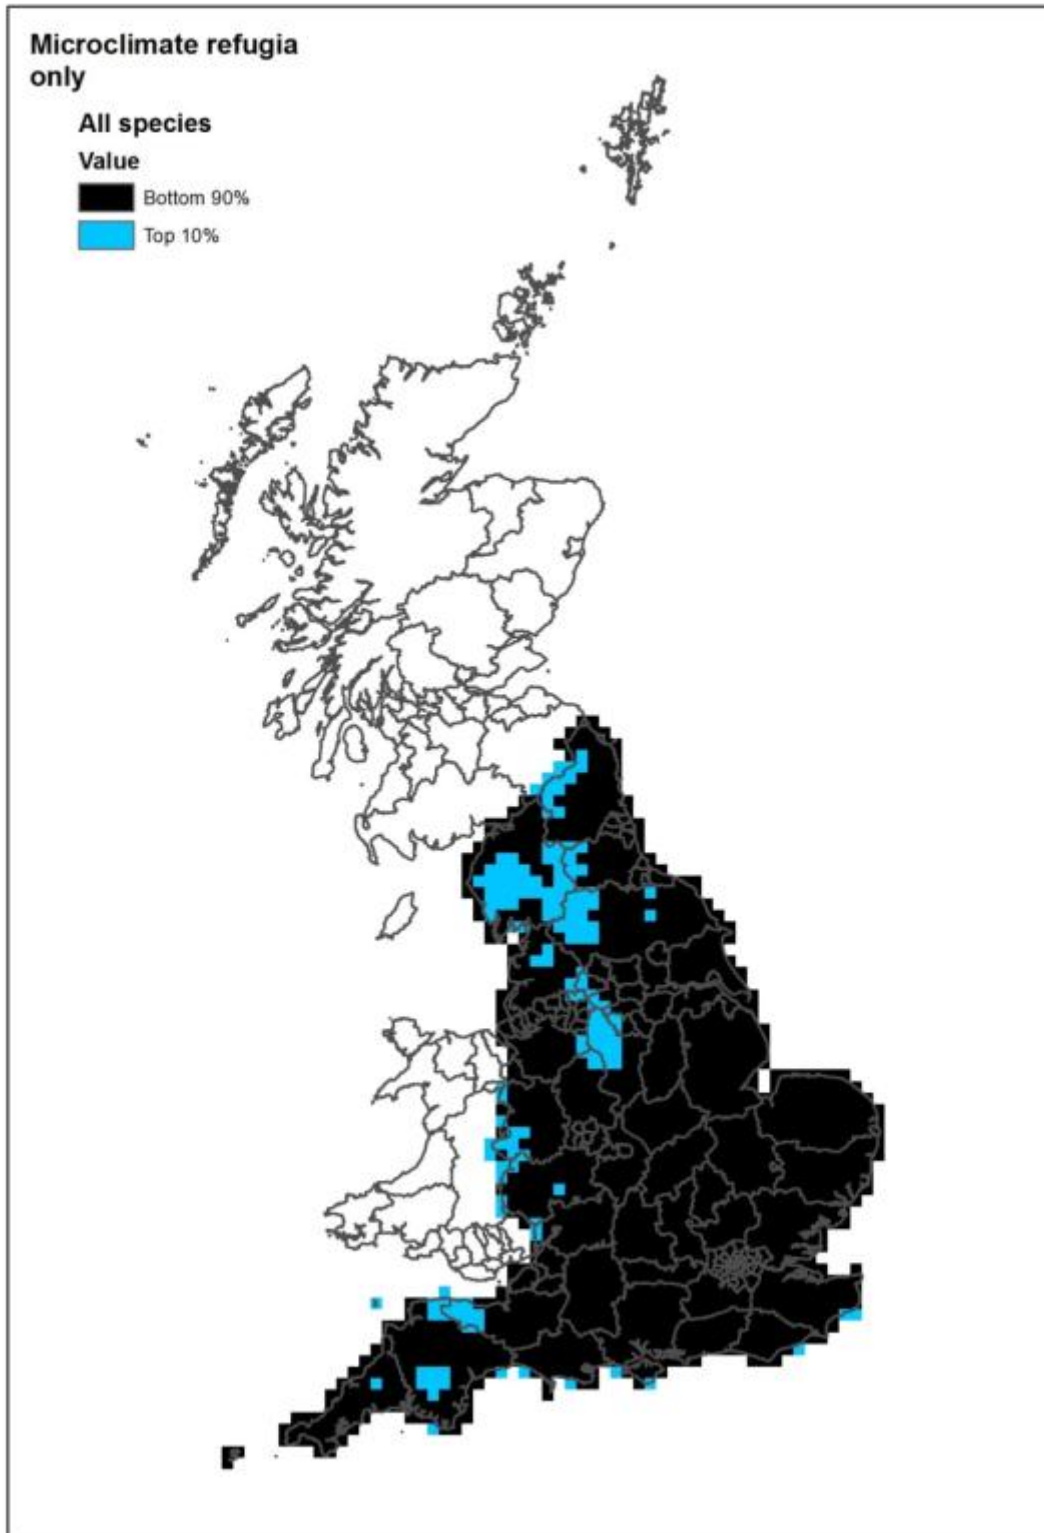 Microclimate refugia
only
All species
Value
Bottom 90%
Top 10%